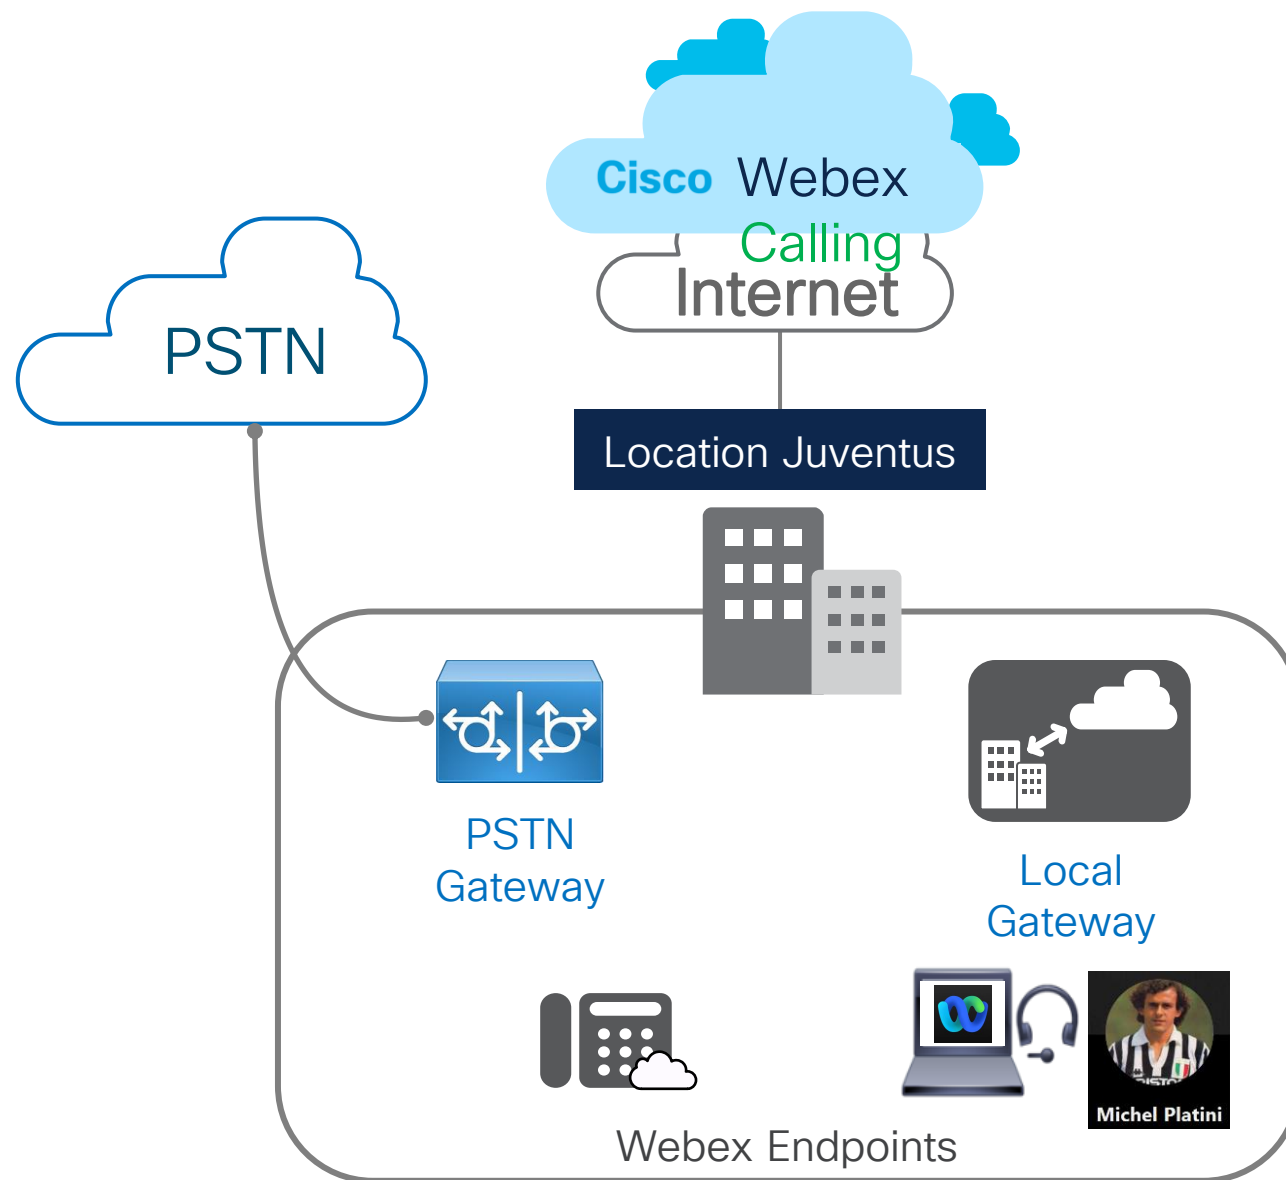 Cisco Webex
Calling
Internet
PSTN
Location Juventus
PSTN
Gateway
Local
Gateway
Michel Platini
Webex Endpoints